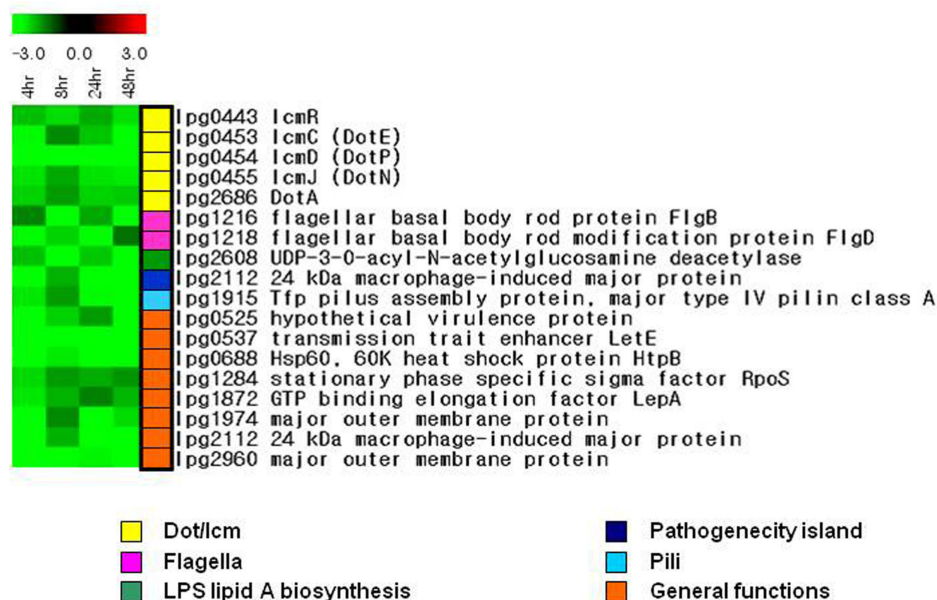 -3.0 0.0 3.0
4hr 8hr 24hr 48hr
lpg0443 IcmR
lpg0453 IcmC (DotE)
lpg0454 IcmD (DotP)
lpg0455 IcmJ (DotN)
lpg2686 DotA
lpg1216 flagellar basal body rod protein FlgB
lpg1218 flagellar basal body rod modification protein FlgD
lpg2608 UDP-3-O-acyl-N-acetylglucosamine deacetylase
lpg2112 24 kDa macrophage-induced major protein
lpg1915 Tfp pilus assembly protein, major type IV pilin class A
lpg0525 hypothetical virulence protein
lpg0537 transmission trait enhancer LetE
lpg0688 Hsp60, 60K heat shock protein HtpB
lpg1284 stationary phase specific sigma factor RpoS
lpg1872 GTP binding elongation factor LepA
lpg1974 major outer membrane protein
lpg2112 24 kDa macrophage-induced major protein
lpg2960 major outer membrane protein
Dot/Icm
Flagella
LPS lipid A biosynthesis
Pathogenecity island
Pili
General functions